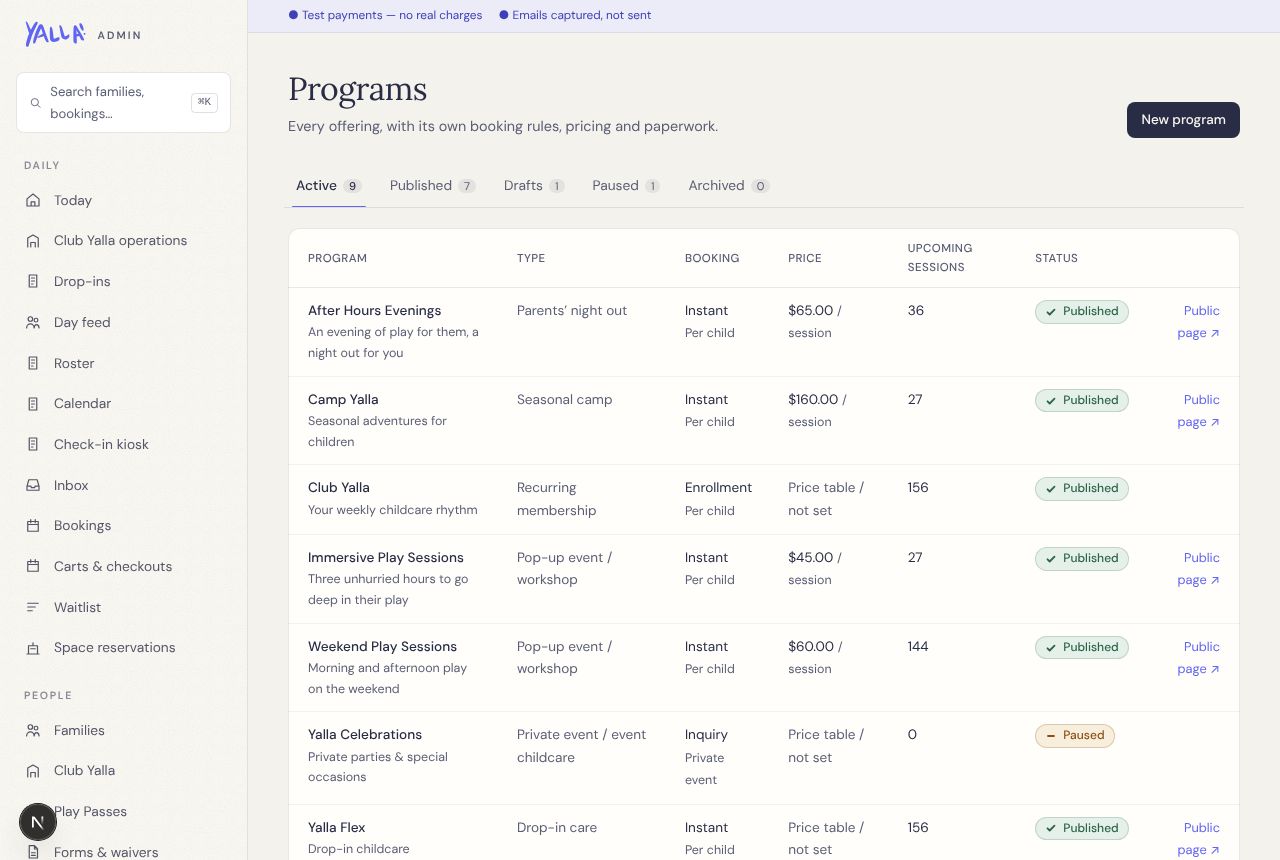 YALLA ADMIN
Test payments — no real charges
Emails captured, not sent
Search families, bookings…
⌘K
DAILY
Today
Club Yalla operations
Drop-ins
Day feed
Roster
Calendar
Check-in kiosk
Inbox
Bookings
Carts & checkouts
Waitlist
Space reservations
PEOPLE
Families
Club Yalla
Play Passes
Forms & waivers
N
Programs
Every offering, with its own booking rules, pricing and paperwork.
New program
Active 9
Published 7
Drafts 1
Paused 1
Archived 0
PROGRAM TYPE BOOKING PRICE UPCOMING SESSIONS STATUS
After Hours Evenings Parents’ night out Instant $65.00 / 36 Published Public
An evening of play for them, a Per child session page ↗
night out for you
Camp Yalla Seasonal camp Instant $160.00 / 27 Published Public
Seasonal adventures for Per child session page ↗
children
Club Yalla Recurring Enrollment Price table / 156 Published
Your weekly childcare rhythm membership Per child not set
Immersive Play Sessions Pop-up event / Instant $45.00 / 27 Published Public
Three unhurried hours to go workshop Per child session page ↗
deep in their play
Weekend Play Sessions Pop-up event / Instant $60.00 / 144 Published Public
Morning and afternoon play workshop Per child session page ↗
on the weekend
Yalla Celebrations Private event / event Inquiry Price table / 0 Paused
Private parties & special childcare Private not set
occasions event
Yalla Flex Drop-in care Instant Price table / 156 Published Public
Drop-in childcare Per child not set page ↗